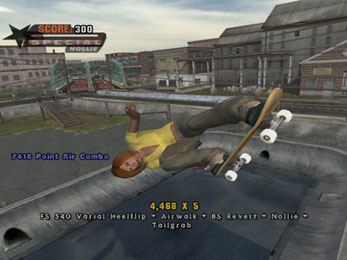 SCORE: 300
SPECIAL
NOLLIE
7418 Point Air Combo
4,468 X 5
FS 540 Varial Heelflip + Airwalk + BS Revert + Nollie +
Tailgrab